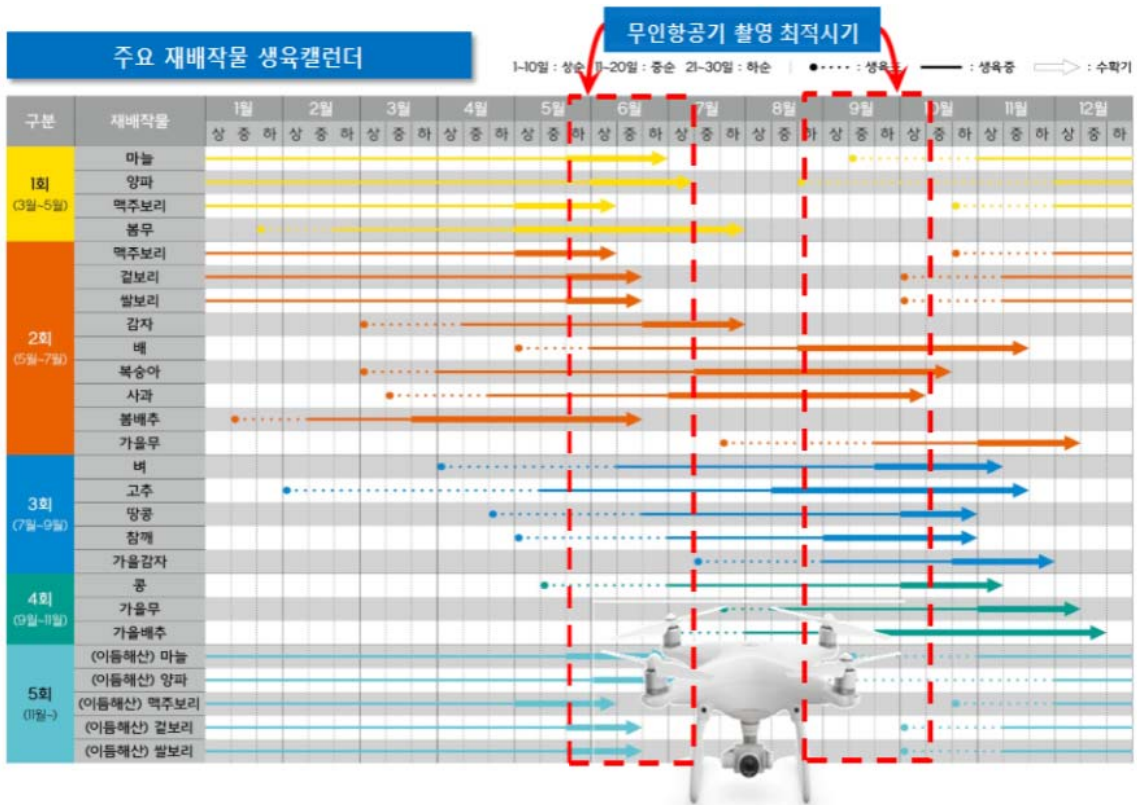 무인항공기 촬영 최적시기
주요 재배작물 생육캘린더
1~10일 : 상순 11~20일 : 중순 21~30일 : 하순 : 생육 : 생육중 : 수확기
구분 재배작물 1월 2월 3월 4월 5월 6월 7월 8월 9월 10월 11월 12월
상 중 하 상 중 하 상 중 하 상 중 하 상 중 하 상 중 하 상 중 하 상 중 하 상 중 하 상 중 하 상 중 하 상 중 하
1회
(3월~5월)
마늘
양파
맥주보리
봄무
2회
(5월~7월)
맥주보리
겉보리
쌀보리
감자
배
복숭아
사과
봄배추
가을무
3회
(7월~9월)
벼
고추
땅콩
참깨
가을감자
4회
(9월~11월)
콩
가을무
가을배추
5회
(11월~)
(이듬해산) 마늘
(이듬해산) 양파
(이듬해산) 맥주보리
(이듬해산) 겉보리
(이듬해산) 쌀보리